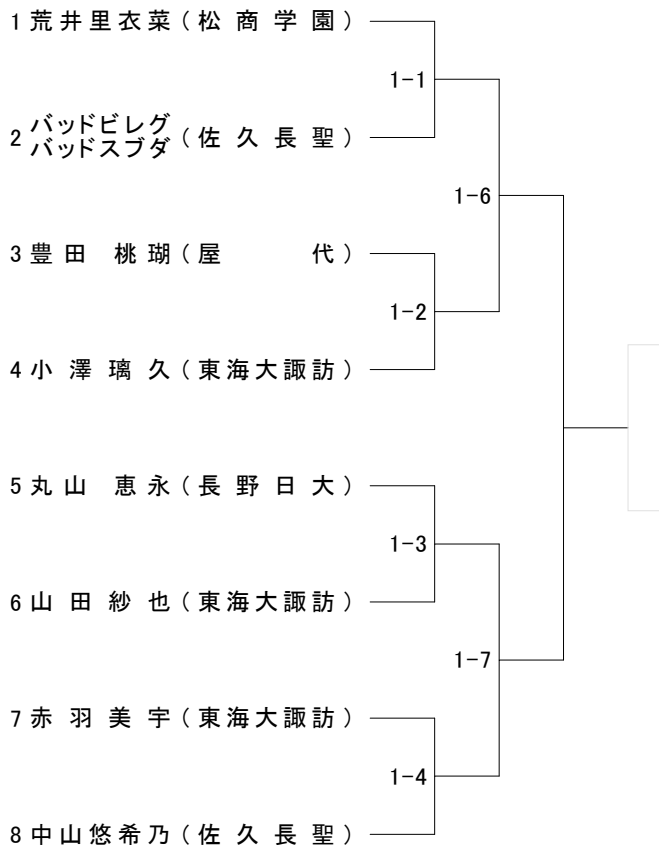 1 荒井里衣菜(松商学園)
1-1
2 バッドビレグ
バッドスブダ(佐久長聖)
1-6
3 豊田 桃瑚(屋 代)
1-2
4 小澤璃久(東海大諏訪)
5 丸山 恵永(長野日大)
1-3
6 山田紗也(東海大諏訪)
1-7
7 赤羽美宇(東海大諏訪)
1-4
8 中山悠希乃(佐久長聖)